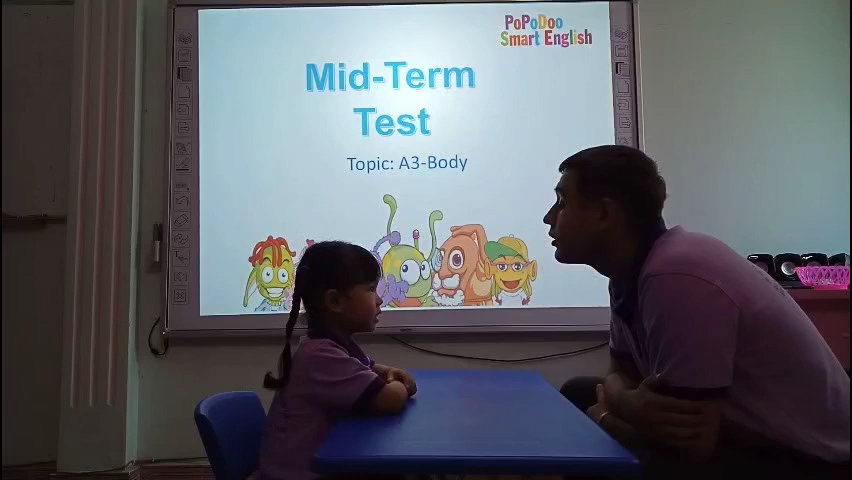 PoPoDoo
Smart English
Mid-Term
Test
Topic: A3-Body